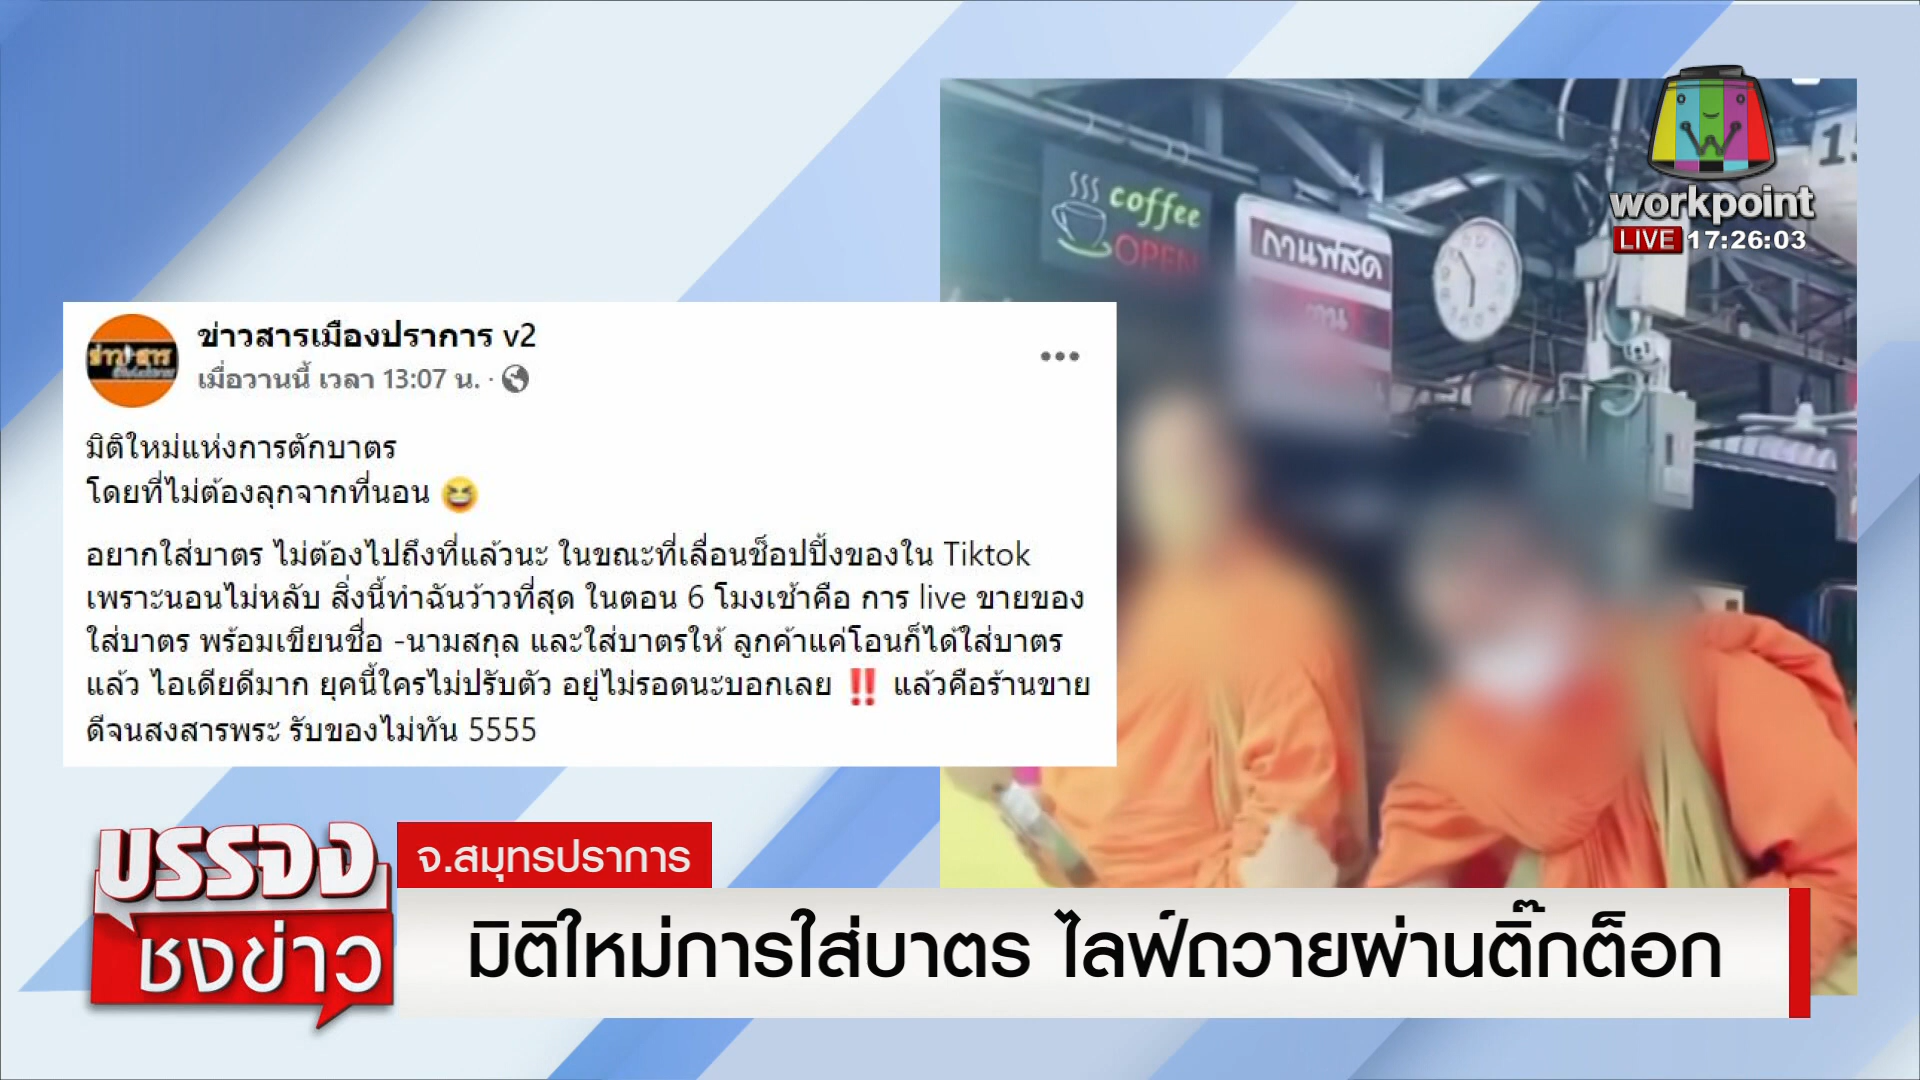 coffee
OPEN
กาแฟสด
15
workpoint
LIVE 17:26:03
ข่าวสารเมืองปราการ v2
เมื่อวานนี้ เวลา 13:07 น. ·
มิติใหม่แห่งการตักบาตร
โดยที่ไม่ต้องลุกจากที่นอน 😆
อยากใส่บาตร ไม่ต้องไปถึงที่แล้วนะ ในขณะที่เลื่อนช็อปปิ้งของใน Tiktok
เพราะนอนไม่หลับ สิ่งนี้ทำฉันว้าวที่สุด ในตอน 6 โมงเช้าคือ การ live ขายของ
ใส่บาตร พร้อมเขียนชื่อ -นามสกุล และใส่บาตรให้ ลูกค้าแค่โอนก็ได้ใส่บาตร
แล้ว ไอเดียดีมาก ยุคนี้ใครไม่ปรับตัว อยู่ไม่รอดนะบอกเลย ‼️ แล้วคือร้านขาย
ดีจนสงสารพระ รับของไม่ทัน 5555
บรรจง
ชงข่าว
จ.สมุทรปราการ
มิติใหม่การใส่บาตร ไลฟ์ถวายผ่านติ๊กต็อก